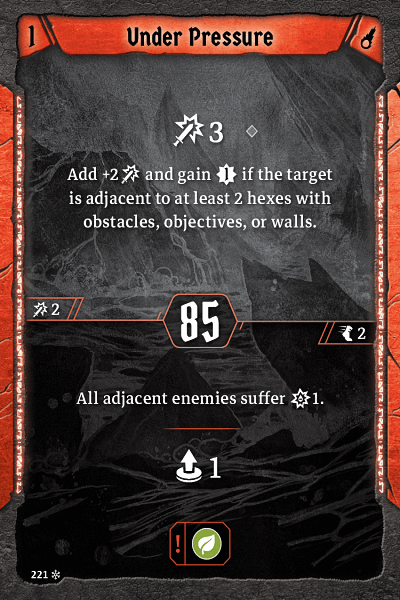 1
Under Pressure
3
Add +2 and gain 1 if the target
is adjacent to at least 2 hexes with
obstacles, objectives, or walls.
2
85
2
All adjacent enemies suffer 1.
1
!
221